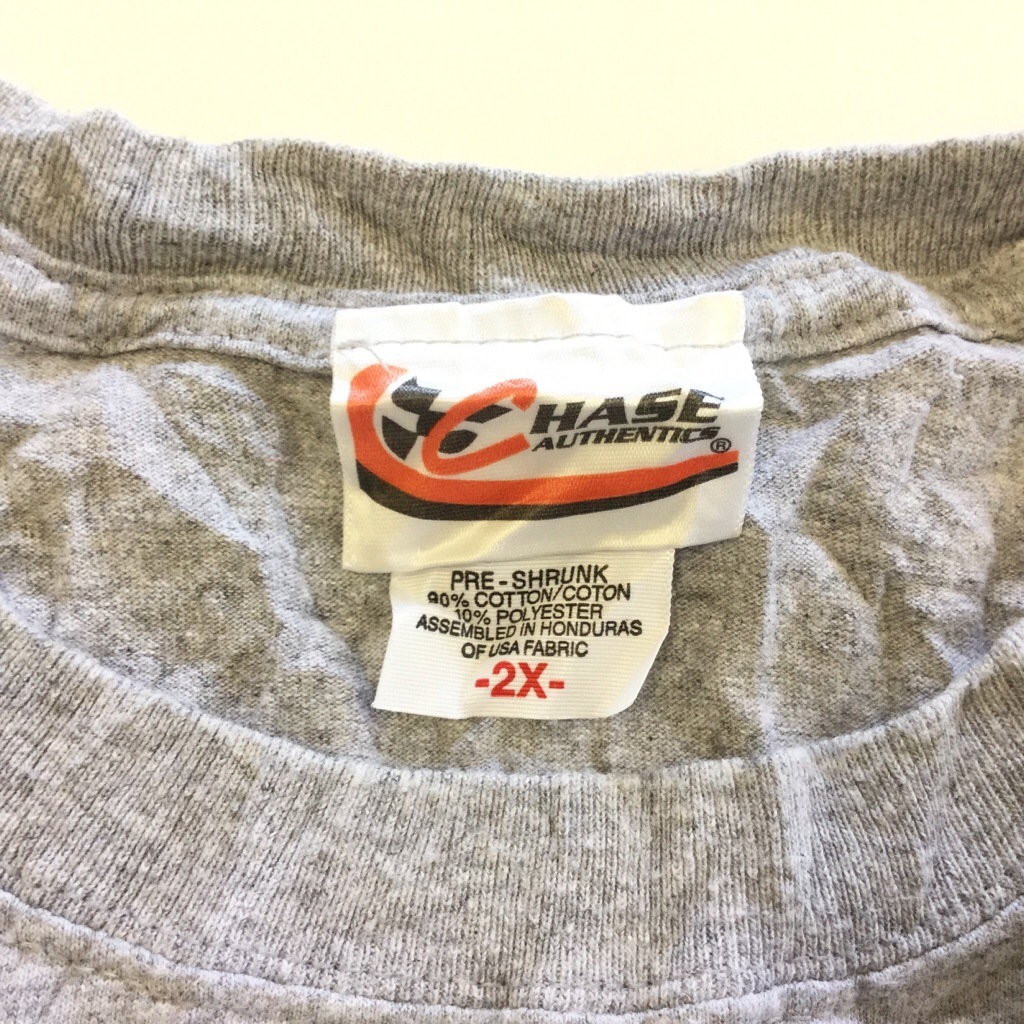 CHASE
AUTHENTICS®
PRE-SHRUNK
90% COTTON/COTON
10% POLYESTER
ASSEMBLED IN HONDURAS
OF USA FABRIC
-2X-